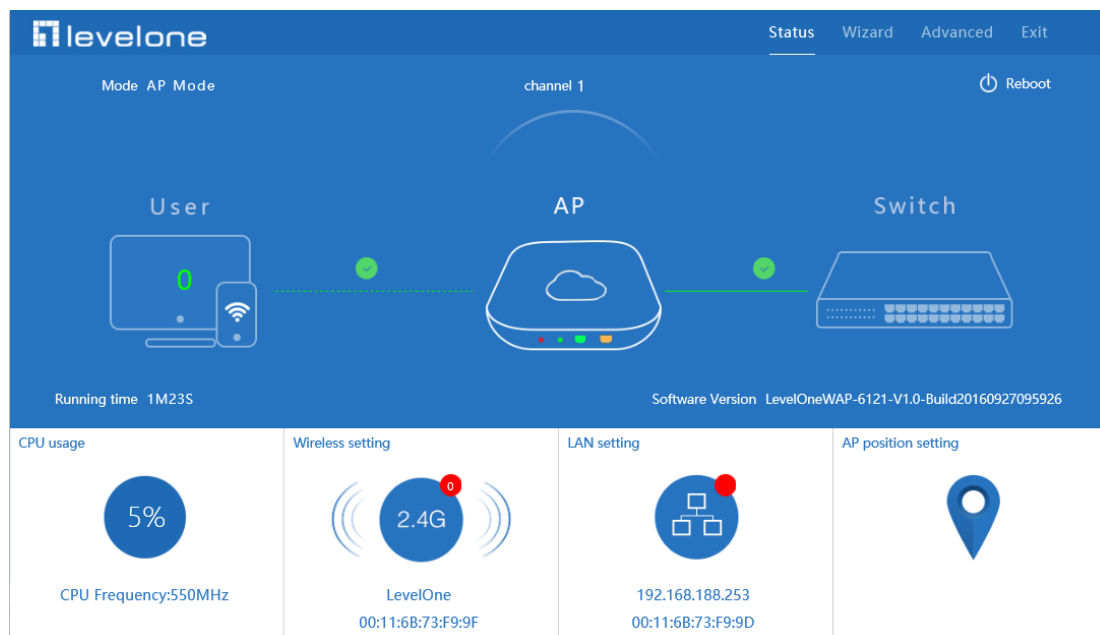 levelone
Status Wizard Advanced Exit
Mode AP Mode
channel 1
Reboot
User
AP
Switch
0
Running time 1M23S
Software Version LevelOneWAP-6121-V1.0-Build20160927095926
CPU usage
5%
CPU Frequency:550MHz
Wireless setting
0
2.4G
LevelOne
00:11:6B:73:F9:9F
LAN setting
192.168.188.253
00:11:6B:73:F9:9D
AP position setting